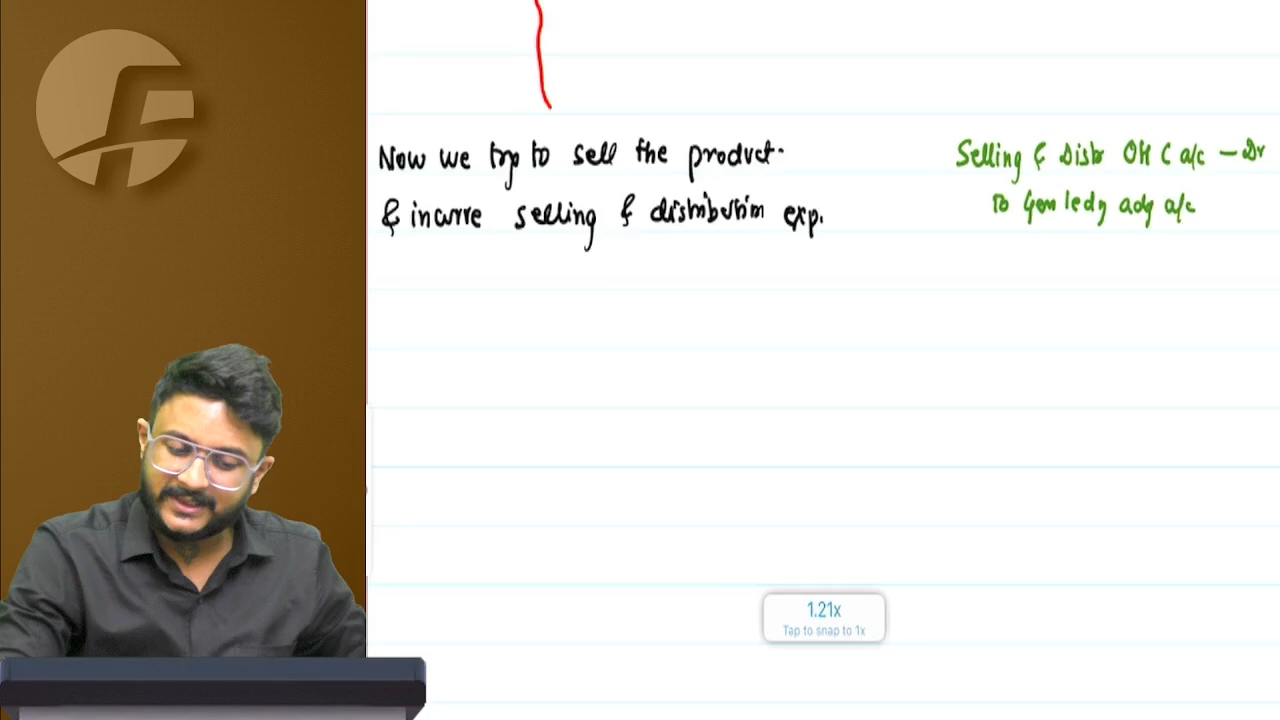 Now we try to sell the product.
& incurre selling & distribution exp.
Selling & Distr OH C a/c — Dr
To Gen ledg adj a/c
1.21x
Tap to snap to 1x